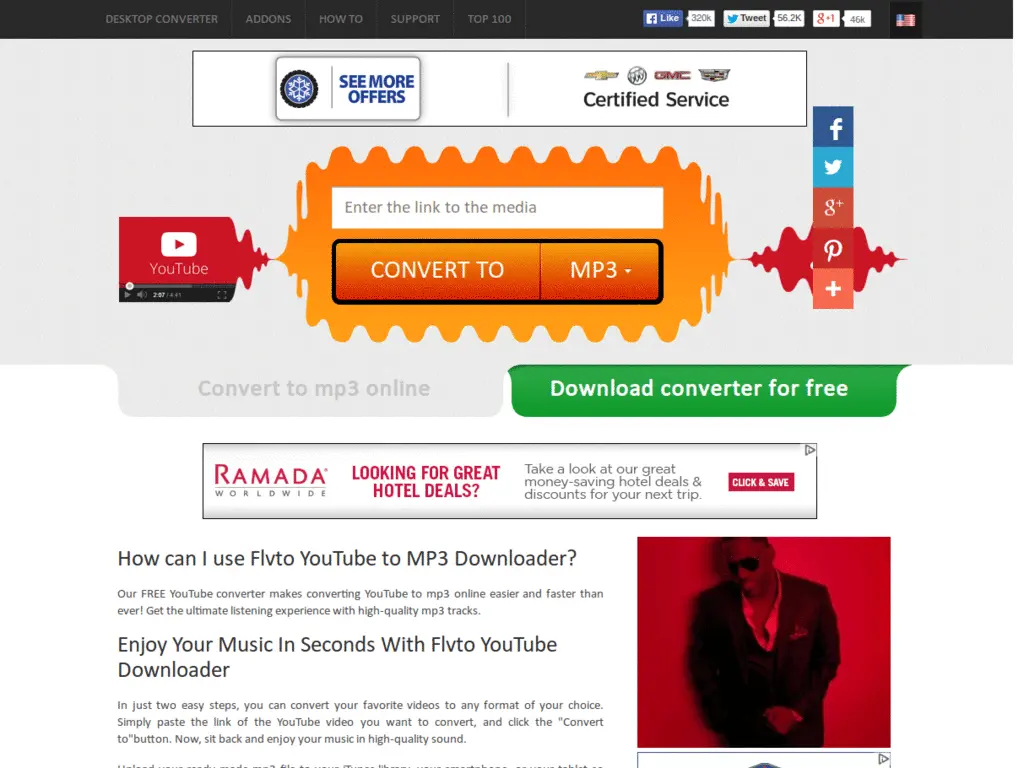 DESKTOP CONVERTER ADDONS HOW TO SUPPORT TOP 100 Like 320k Tweet 56.2K g+1 46k
SEE MORE
OFFERS
GMC
Certified Service
Enter the link to the media
CONVERT TO MP3
YouTube
2:07 / 4:41
Convert to mp3 online Download converter for free
RAMADA
WORLDWIDE
LOOKING FOR GREAT
HOTEL DEALS?
Take a look at our great
money-saving hotel deals &
discounts for your next trip.
CLICK & SAVE
How can I use Flvto YouTube to MP3 Downloader?
Our FREE YouTube converter makes converting YouTube to mp3 online easier and faster than
ever! Get the ultimate listening experience with high-quality mp3 tracks.
Enjoy Your Music In Seconds With Flvto YouTube
Downloader
In just two easy steps, you can convert your favorite videos to any format of your choice.
Simply paste the link of the YouTube video you want to convert, and click the "Convert
to"button. Now, sit back and enjoy your music in high-quality sound.